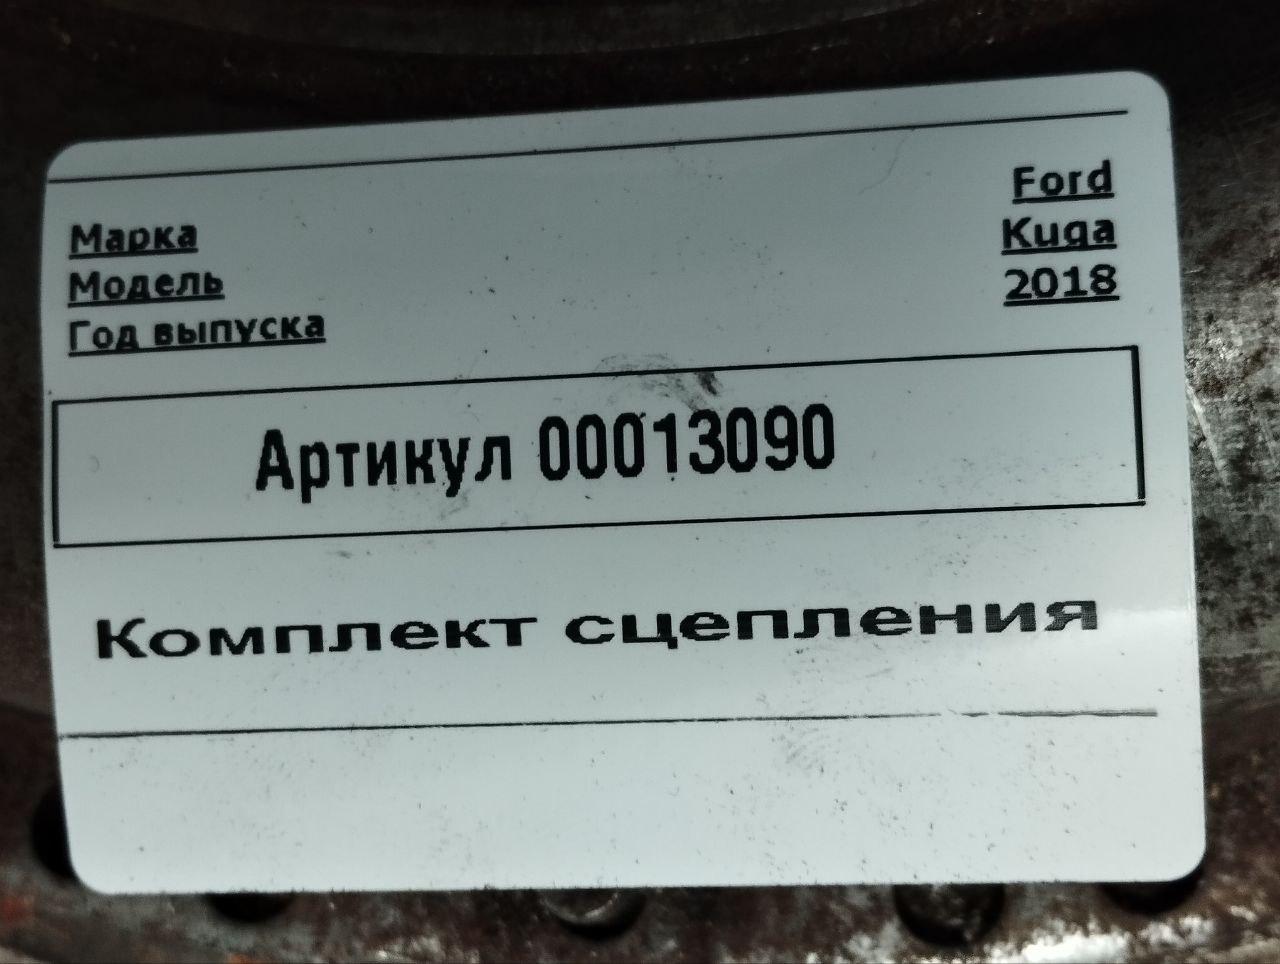 Марка Ford
Модель Kuga
Год выпуска 2018
Артикул 00013090
Комплект сцепления